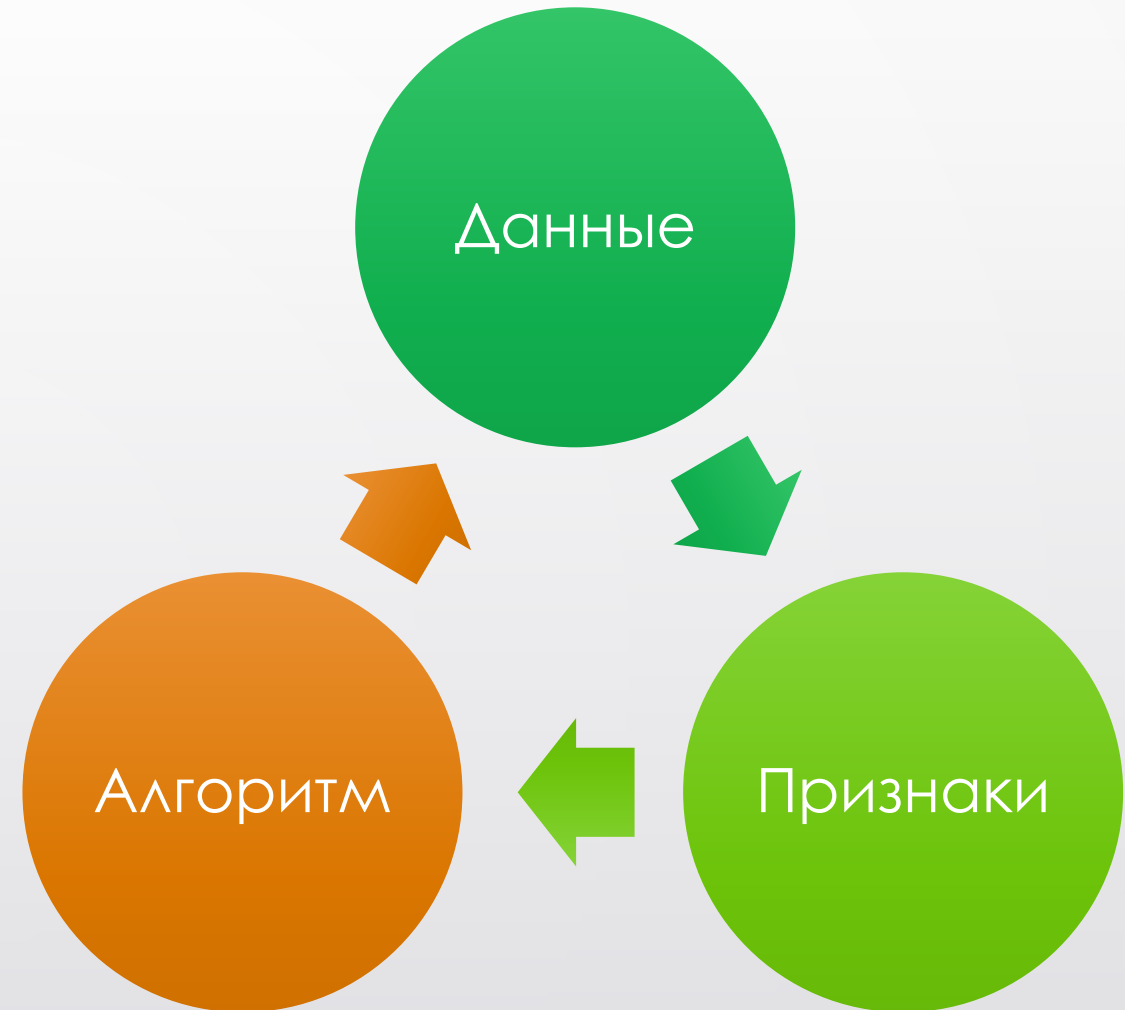 Данные
Алгоритм
Признаки